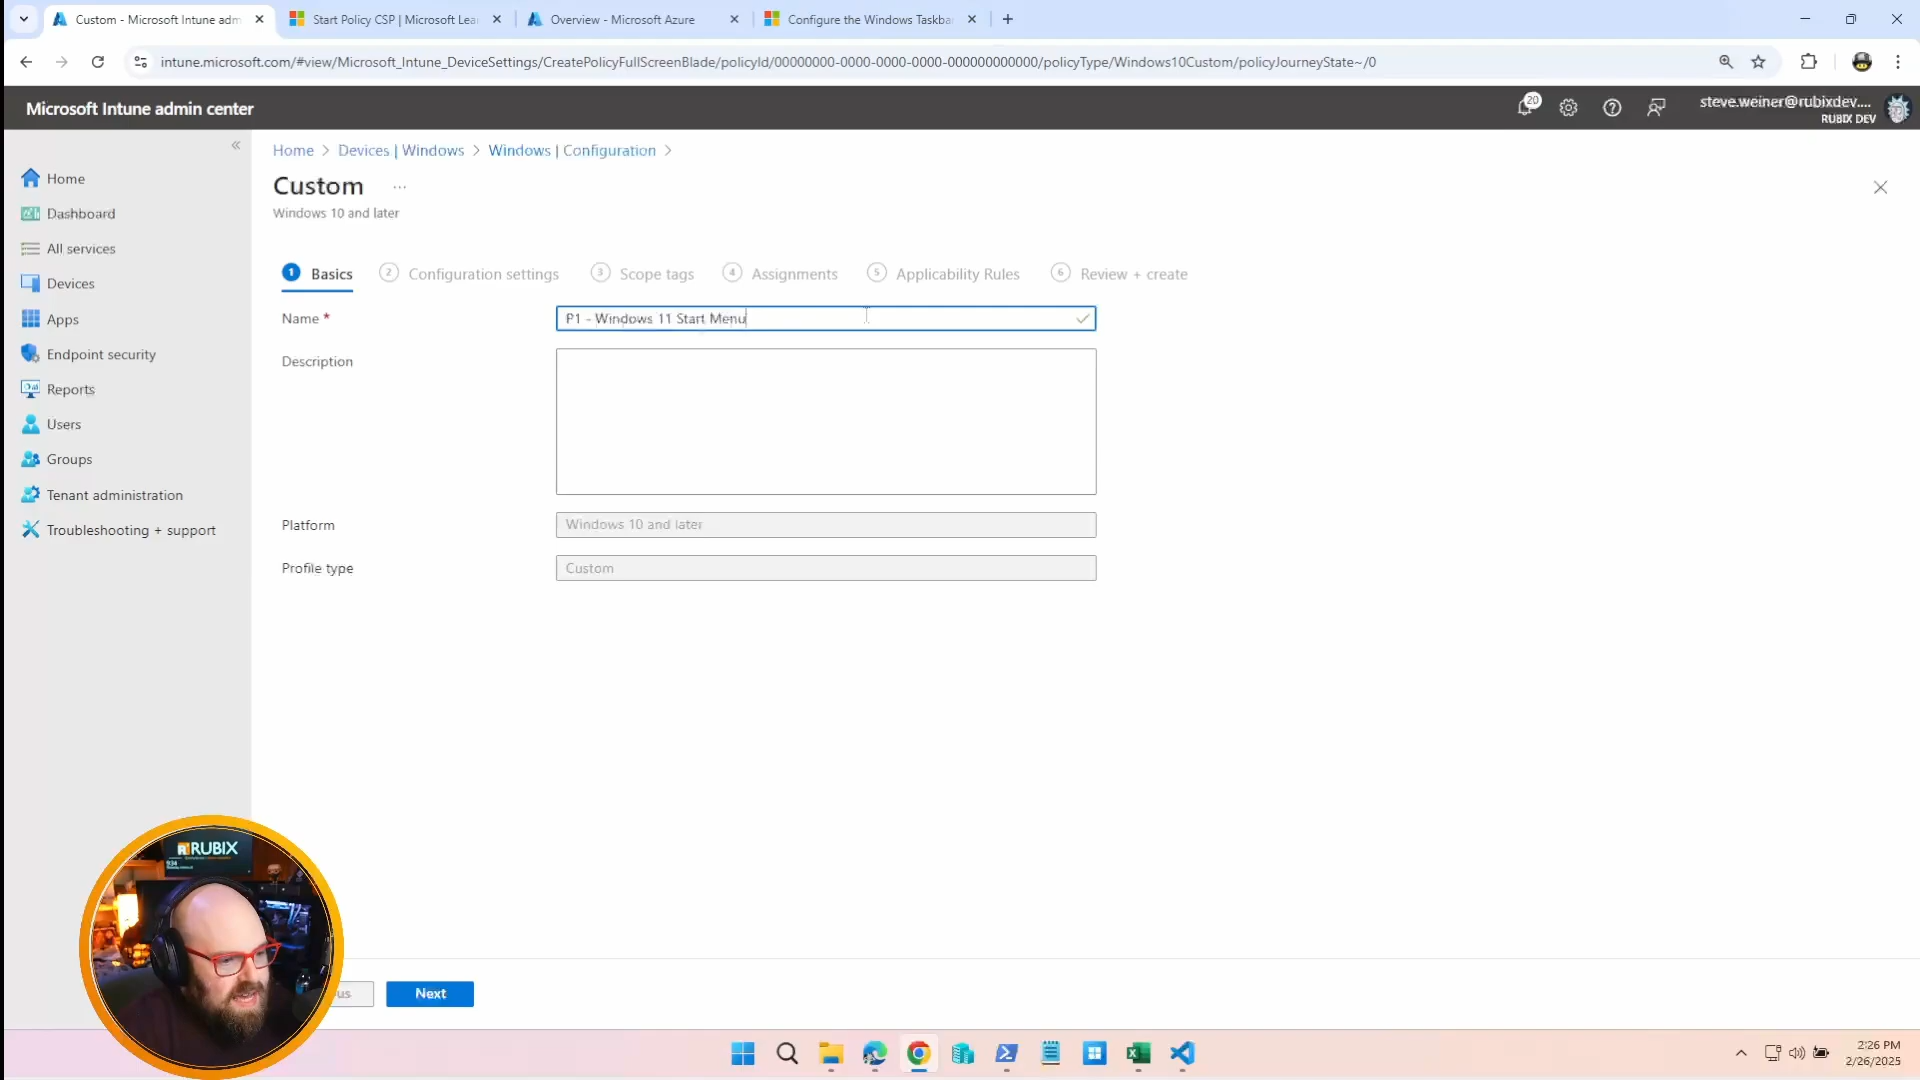 Custom - Microsoft Intune adm
Start Policy CSP | Microsoft Lea
Overview - Microsoft Azure
Configure the Windows Taskba
intune.microsoft.com/#view/Microsoft_Intune_DeviceSettings/CreatePolicyFullScreenBlade/policyId/00000000-0000-0000-0000-000000000000/policyType/Windows10Custom/policyJourneyState~/0
Microsoft Intune admin center
20
steve.weiner@rubixdev....
RUBIX DEV
Home
Dashboard
All services
Devices
Apps
Endpoint security
Reports
Users
Groups
Tenant administration
Troubleshooting + support
Home > Devices | Windows > Windows | Configuration >
Custom ...
Windows 10 and later
1 Basics
2 Configuration settings
3 Scope tags
4 Assignments
5 Applicability Rules
6 Review + create
Name *
P1 - Windows 11 Start Menu
Description
Platform
Windows 10 and later
Profile type
Custom
RUBIX
us
Next
2:26 PM
2/26/2025